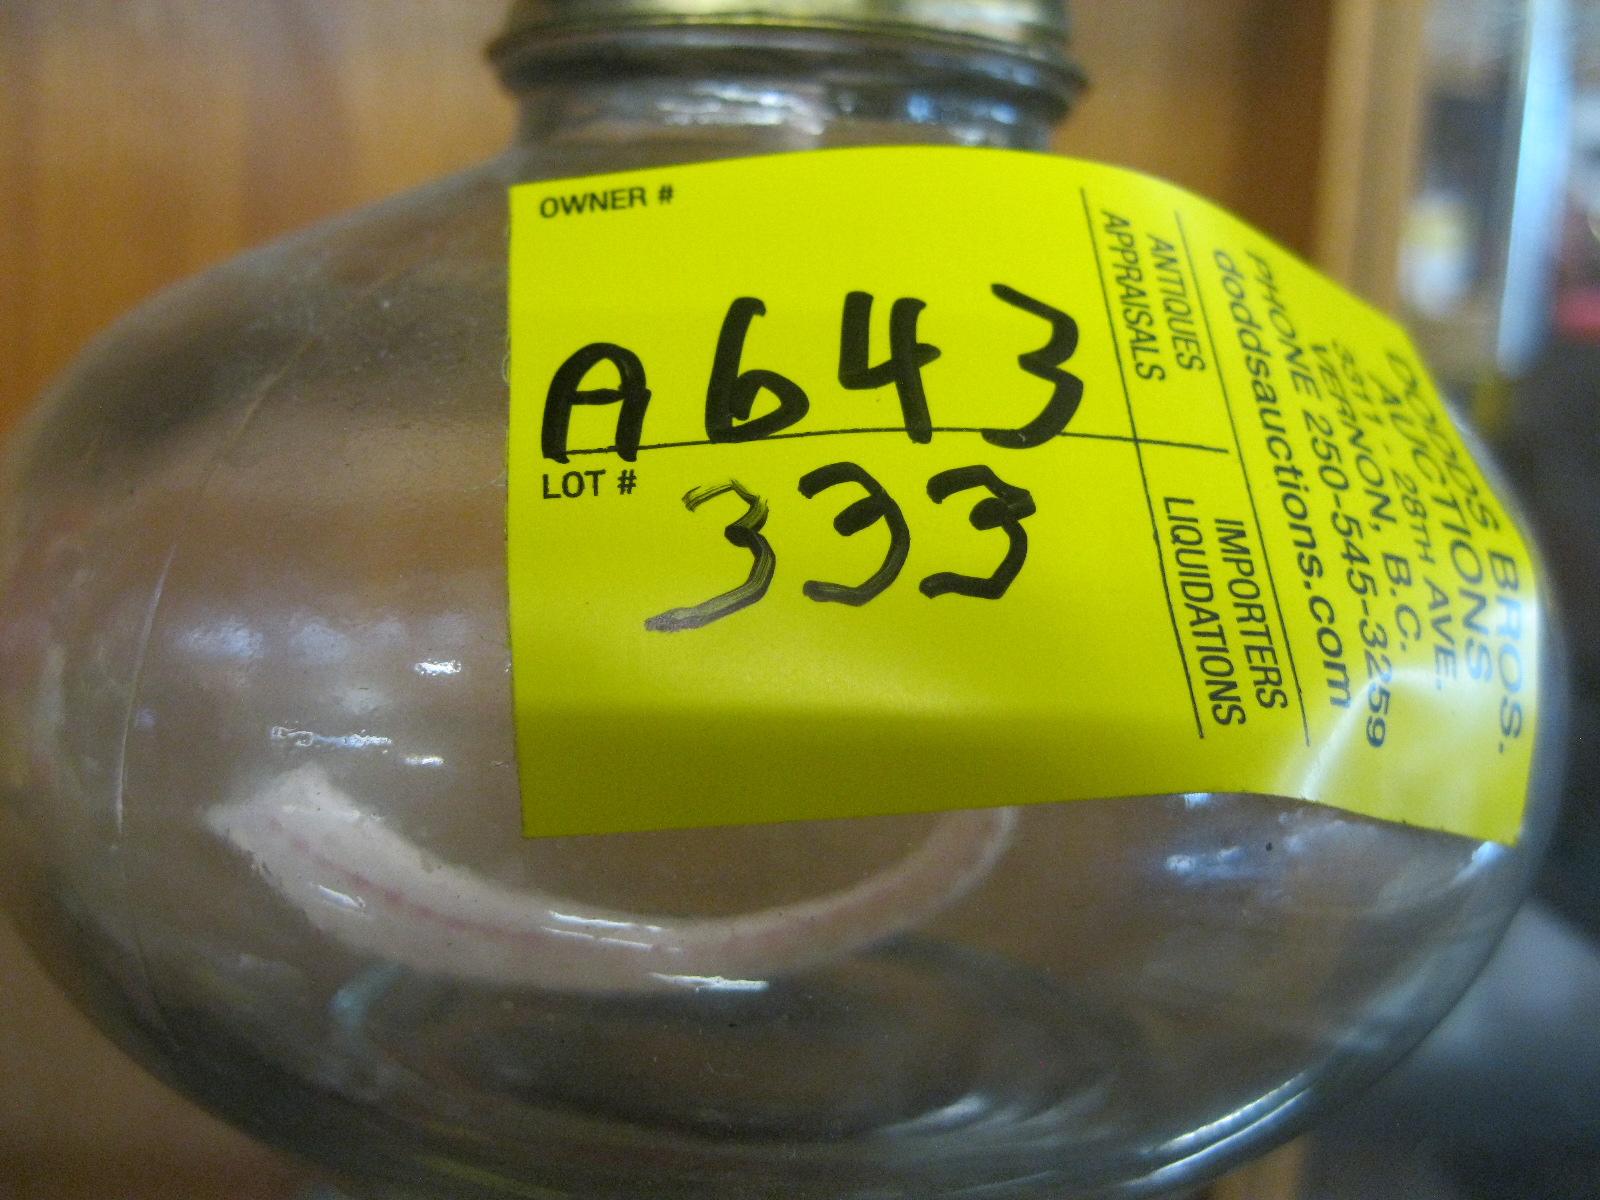 OWNER #
A643
LOT #
333
ANTIQUES
APPRAISALS
IMPORTERS
LIQUIDATIONS
DODDS BROS.
AUCTIONS
3311 - 28TH AVE.
VERNON, B.C.
PHONE 250-545-3259
doddsauctions.com